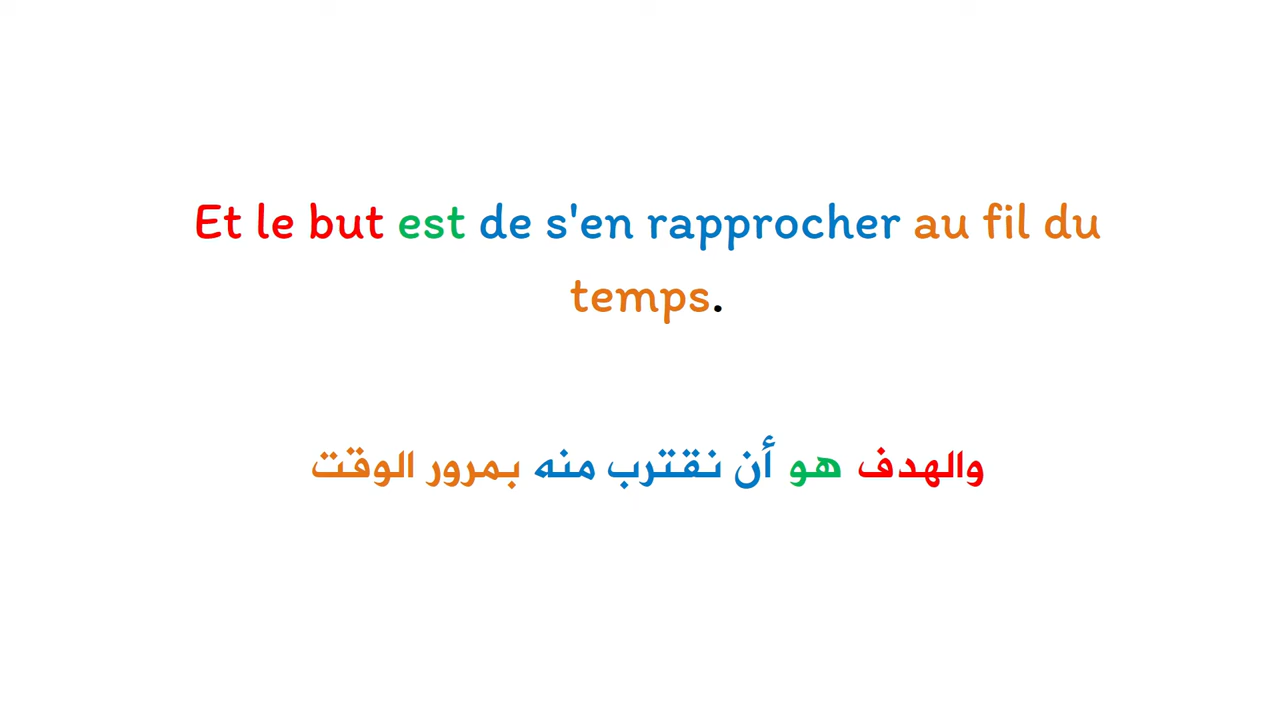 Et le but est de s'en rapprocher au fil du
temps.
والهدف هو أن نقترب منه بمرور الوقت